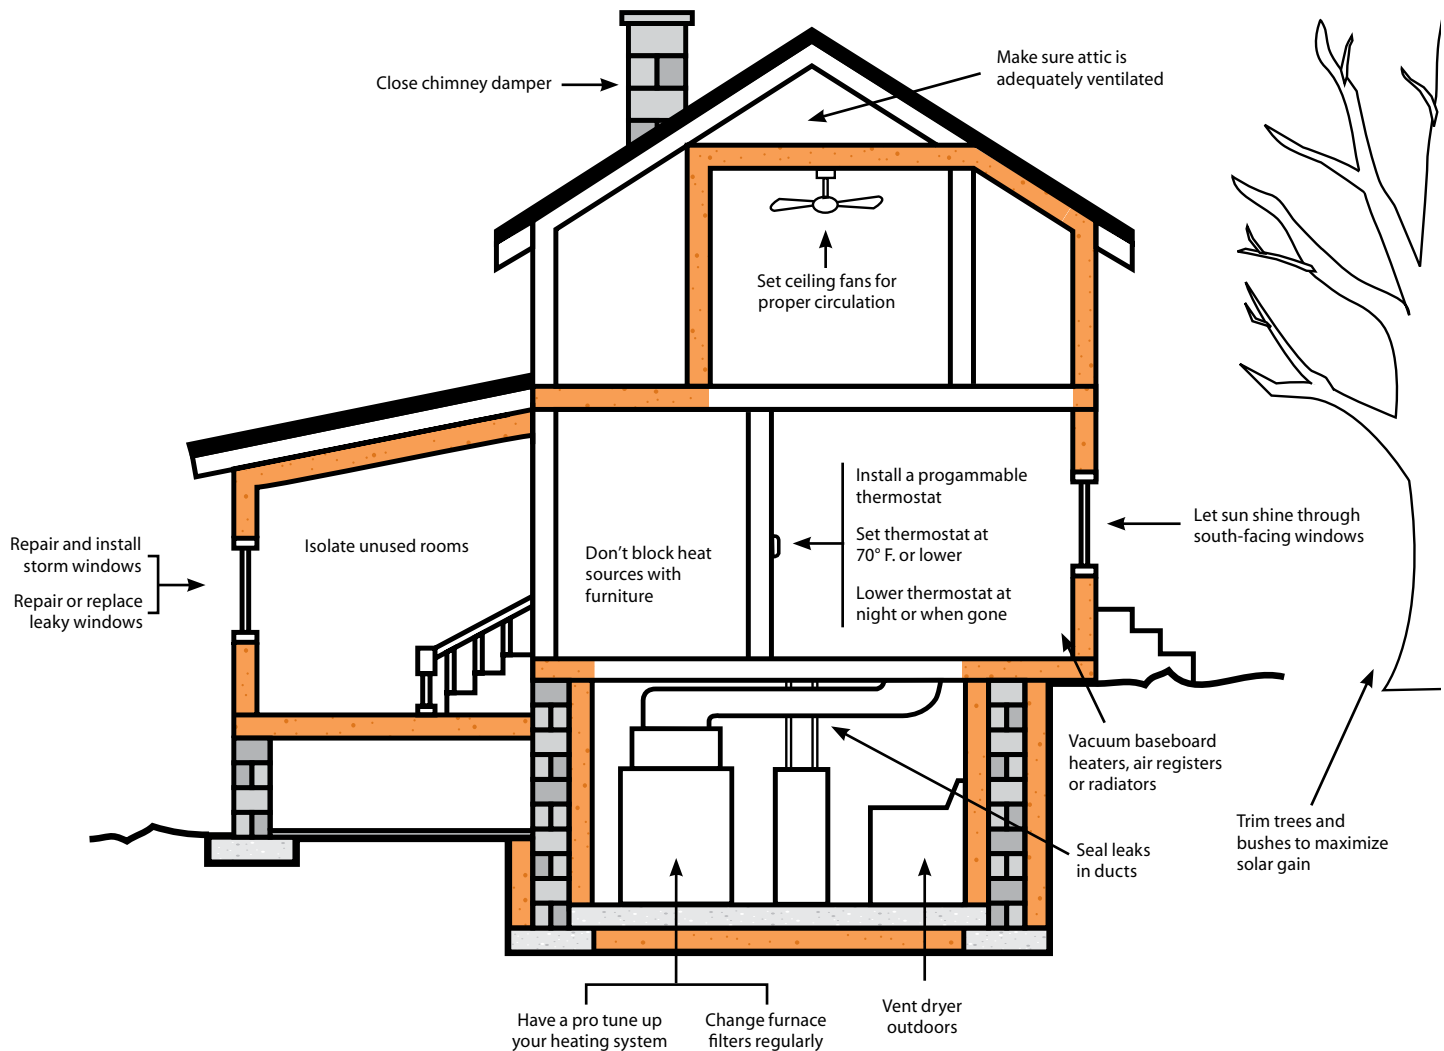 Close chimney damper
Make sure attic is
adequately ventilated
Set ceiling fans for
proper circulation
Repair and install
storm windows
Repair or replace
leaky windows
Isolate unused rooms
Don’t block heat
sources with
furniture
Install a progammable
thermostat
Set thermostat at
70° F. or lower
Lower thermostat at
night or when gone
Let sun shine through
south-facing windows
Vacuum baseboard
heaters, air registers
or radiators
Trim trees and
bushes to maximize
solar gain
Seal leaks
in ducts
Have a pro tune up
your heating system
Change furnace
filters regularly
Vent dryer
outdoors